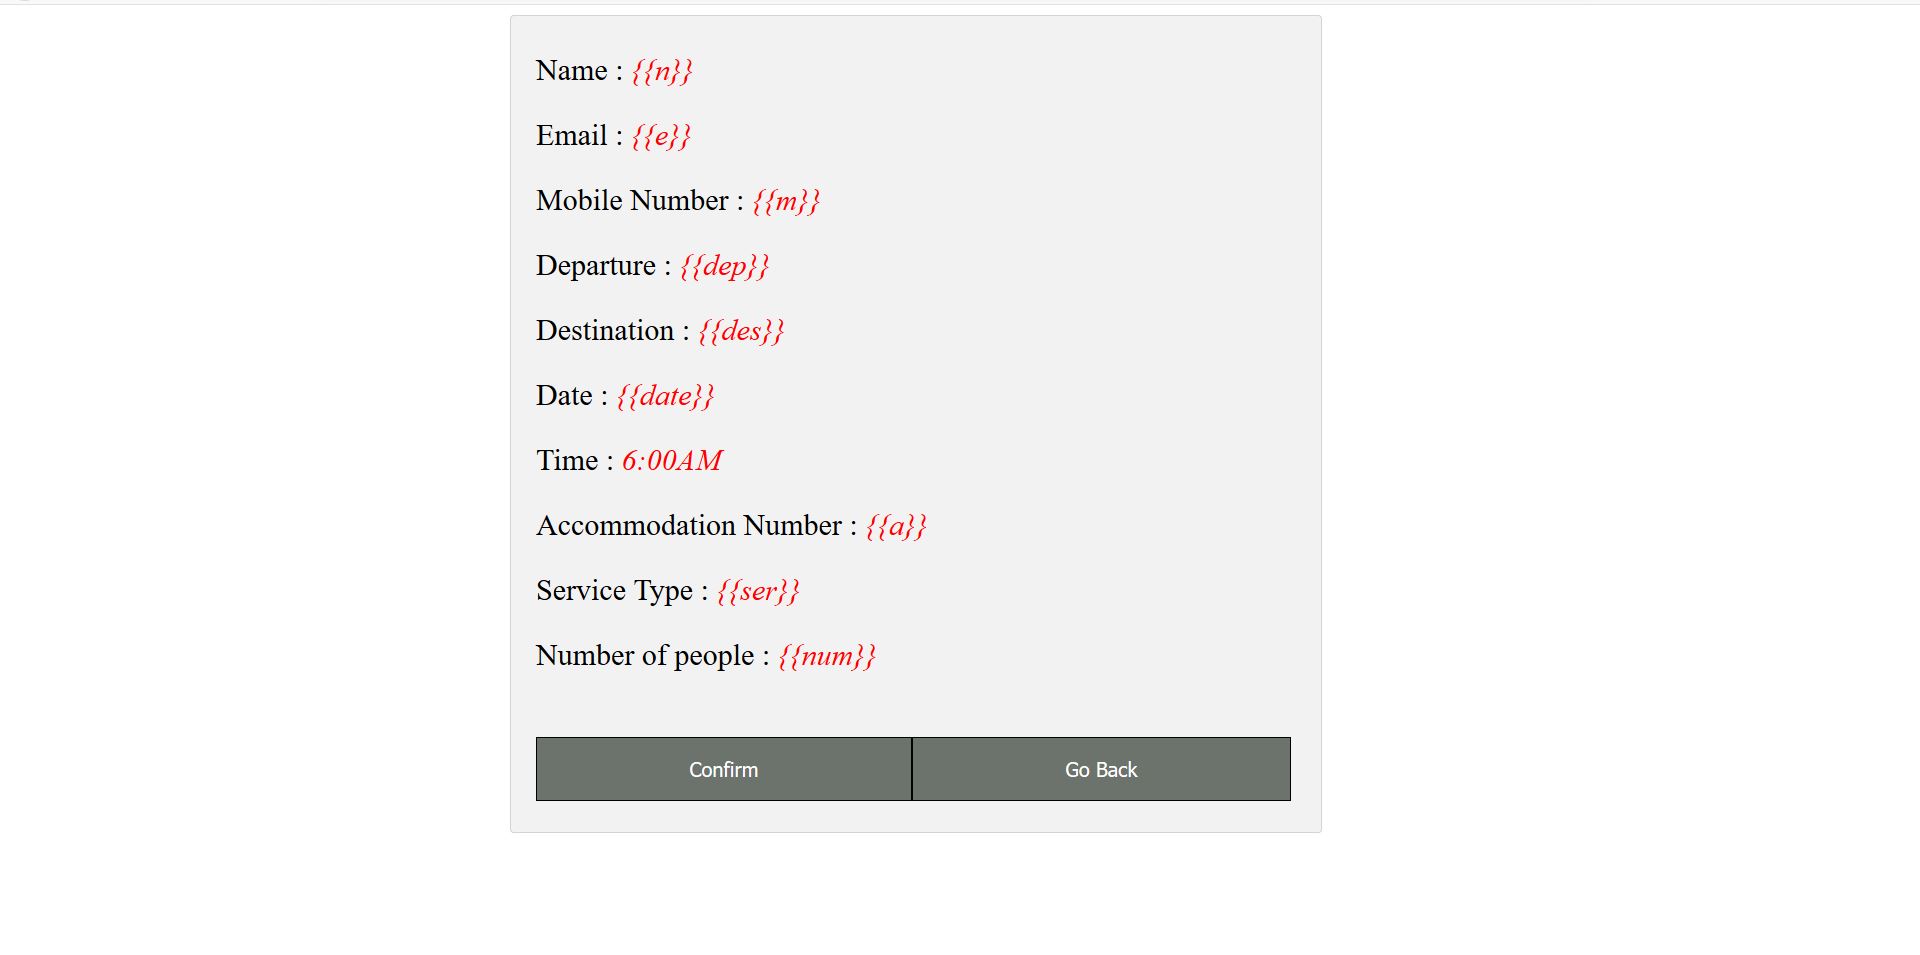 Name : {{n}}
Email : {{e}}
Mobile Number : {{m}}
Departure : {{dep}}
Destination : {{des}}
Date : {{date}}
Time : 6:00AM
Accommodation Number : {{a}}
Service Type : {{ser}}
Number of people : {{num}}
Confirm
Go Back